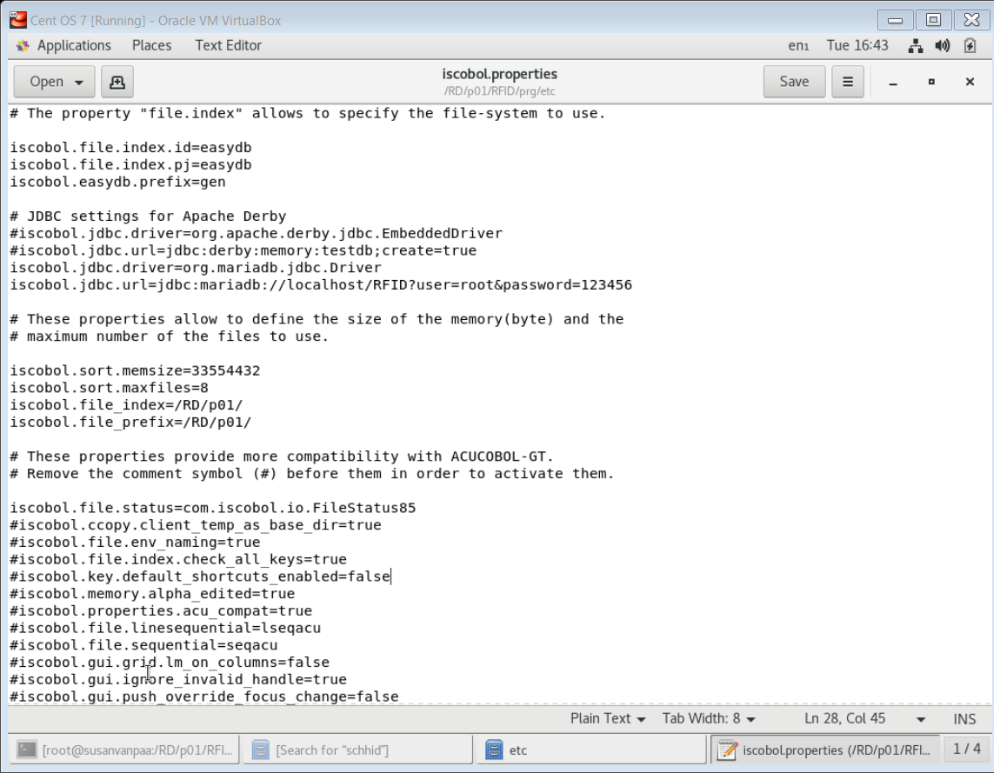 Cent OS 7 [Running] - Oracle VM VirtualBox
Applications Places Text Editor en1 Tue 16:43
Open iscobol.properties Save
/RD/p01/RFID/prg/etc
# The property "file.index" allows to specify the file-system to use.
iscobol.file.index.id=easydb
iscobol.file.index.pj=easydb
iscobol.easydb.prefix=gen
# JDBC settings for Apache Derby
#iscobol.jdbc.driver=org.apache.derby.jdbc.EmbeddedDriver
#iscobol.jdbc.url=jdbc:derby:memory:testdb;create=true
iscobol.jdbc.driver=org.mariadb.jdbc.Driver
iscobol.jdbc.url=jdbc:mariadb://localhost/RFID?user=root&password=123456
# These properties allow to define the size of the memory(byte) and the
# maximum number of the files to use.
iscobol.sort.memsize=33554432
iscobol.sort.maxfiles=8
iscobol.file_index=/RD/p01/
iscobol.file_prefix=/RD/p01/
# These properties provide more compatibility with ACUCOBOL-GT.
# Remove the comment symbol (#) before them in order to activate them.
iscobol.file.status=com.iscobol.io.FileStatus85
#iscobol.ccopy.client_temp_as_base_dir=true
#iscobol.file.env_naming=true
#iscobol.file.index.check_all_keys=true
#iscobol.key.default_shortcuts_enabled=false
#iscobol.memory.alpha_edited=true
#iscobol.properties.acu_compat=true
#iscobol.file.linesequential=lseqacu
#iscobol.file.sequential=seqacu
#iscobol.gui.grid.lm_on_columns=false
#iscobol.gui.ignore_invalid_handle=true
#iscobol.gui.push_override_focus_change=false
Plain Text Tab Width: 8 Ln 28, Col 45 INS
[root@susanvanpaa:/RD/p01/RFI... [Search for "schhid"] etc iscobol.properties (/RD/p01/RFI... 1 / 4